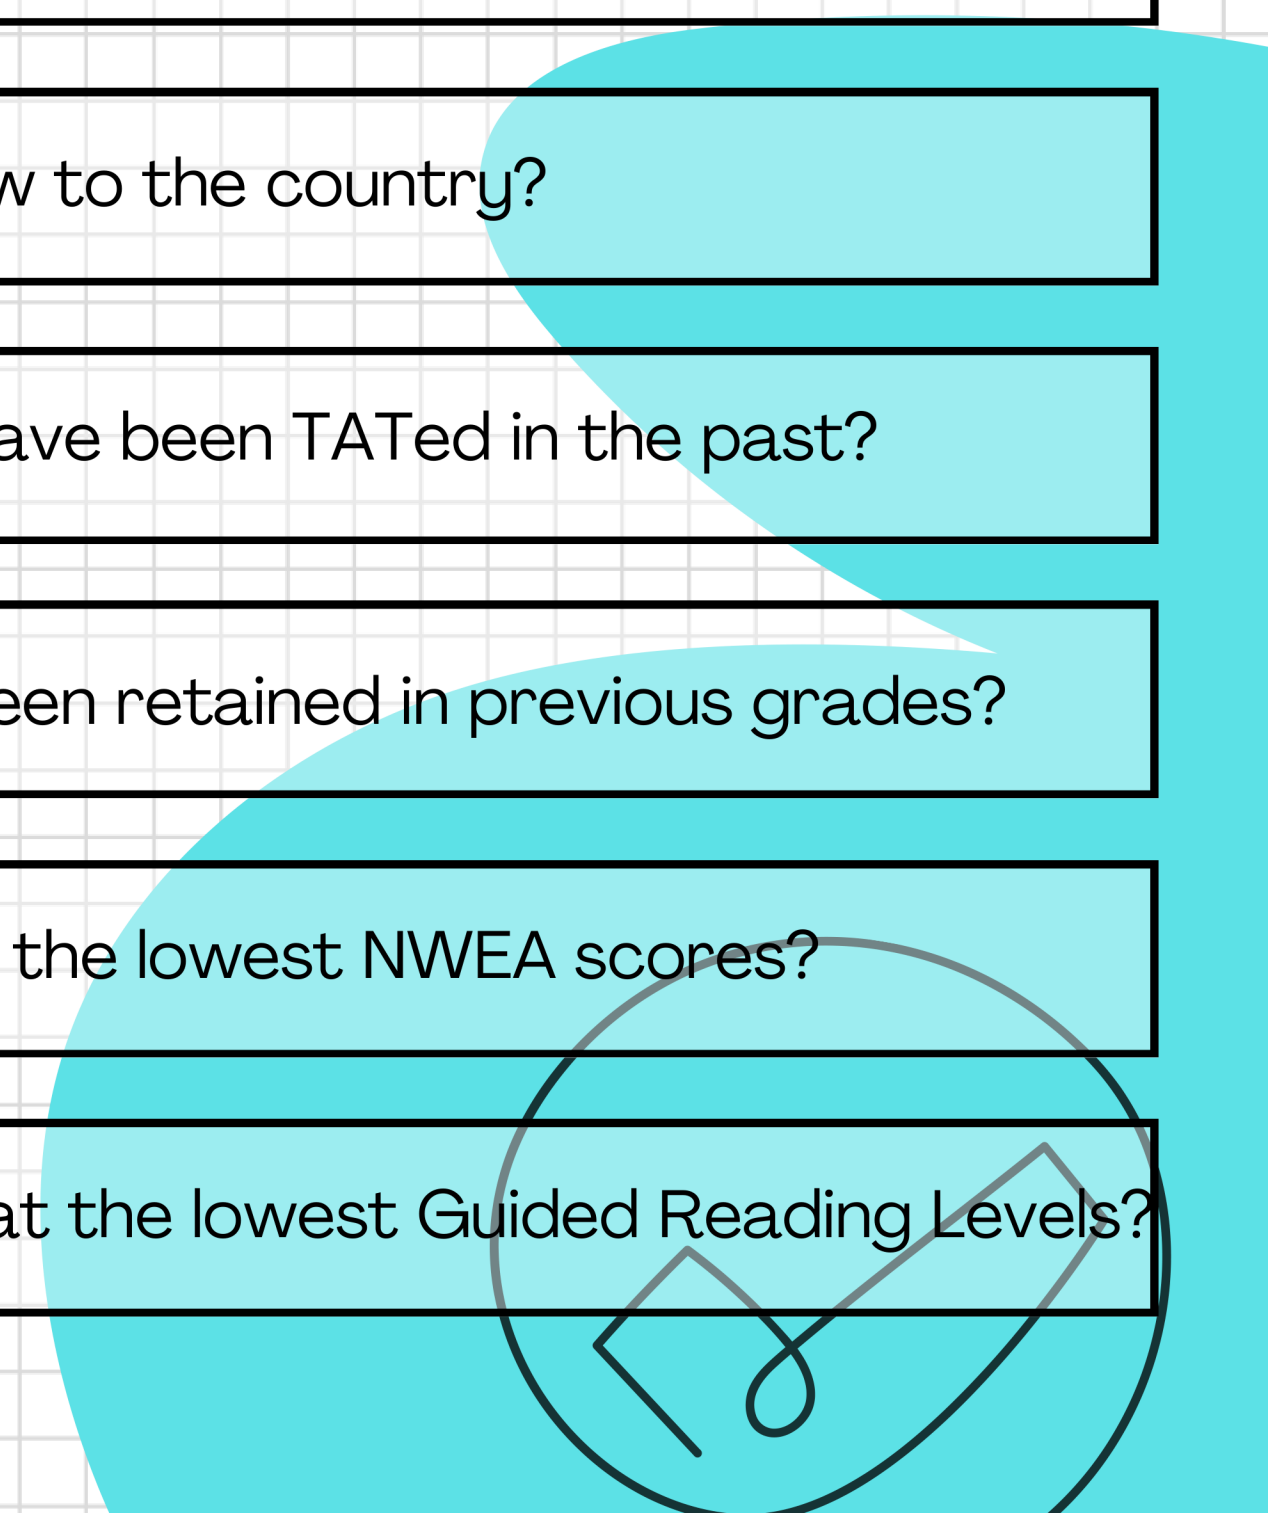 w to the country?
ave been TATed in the past?
een retained in previous grades?
the lowest NWEA scores?
at the lowest Guided Reading Levels?